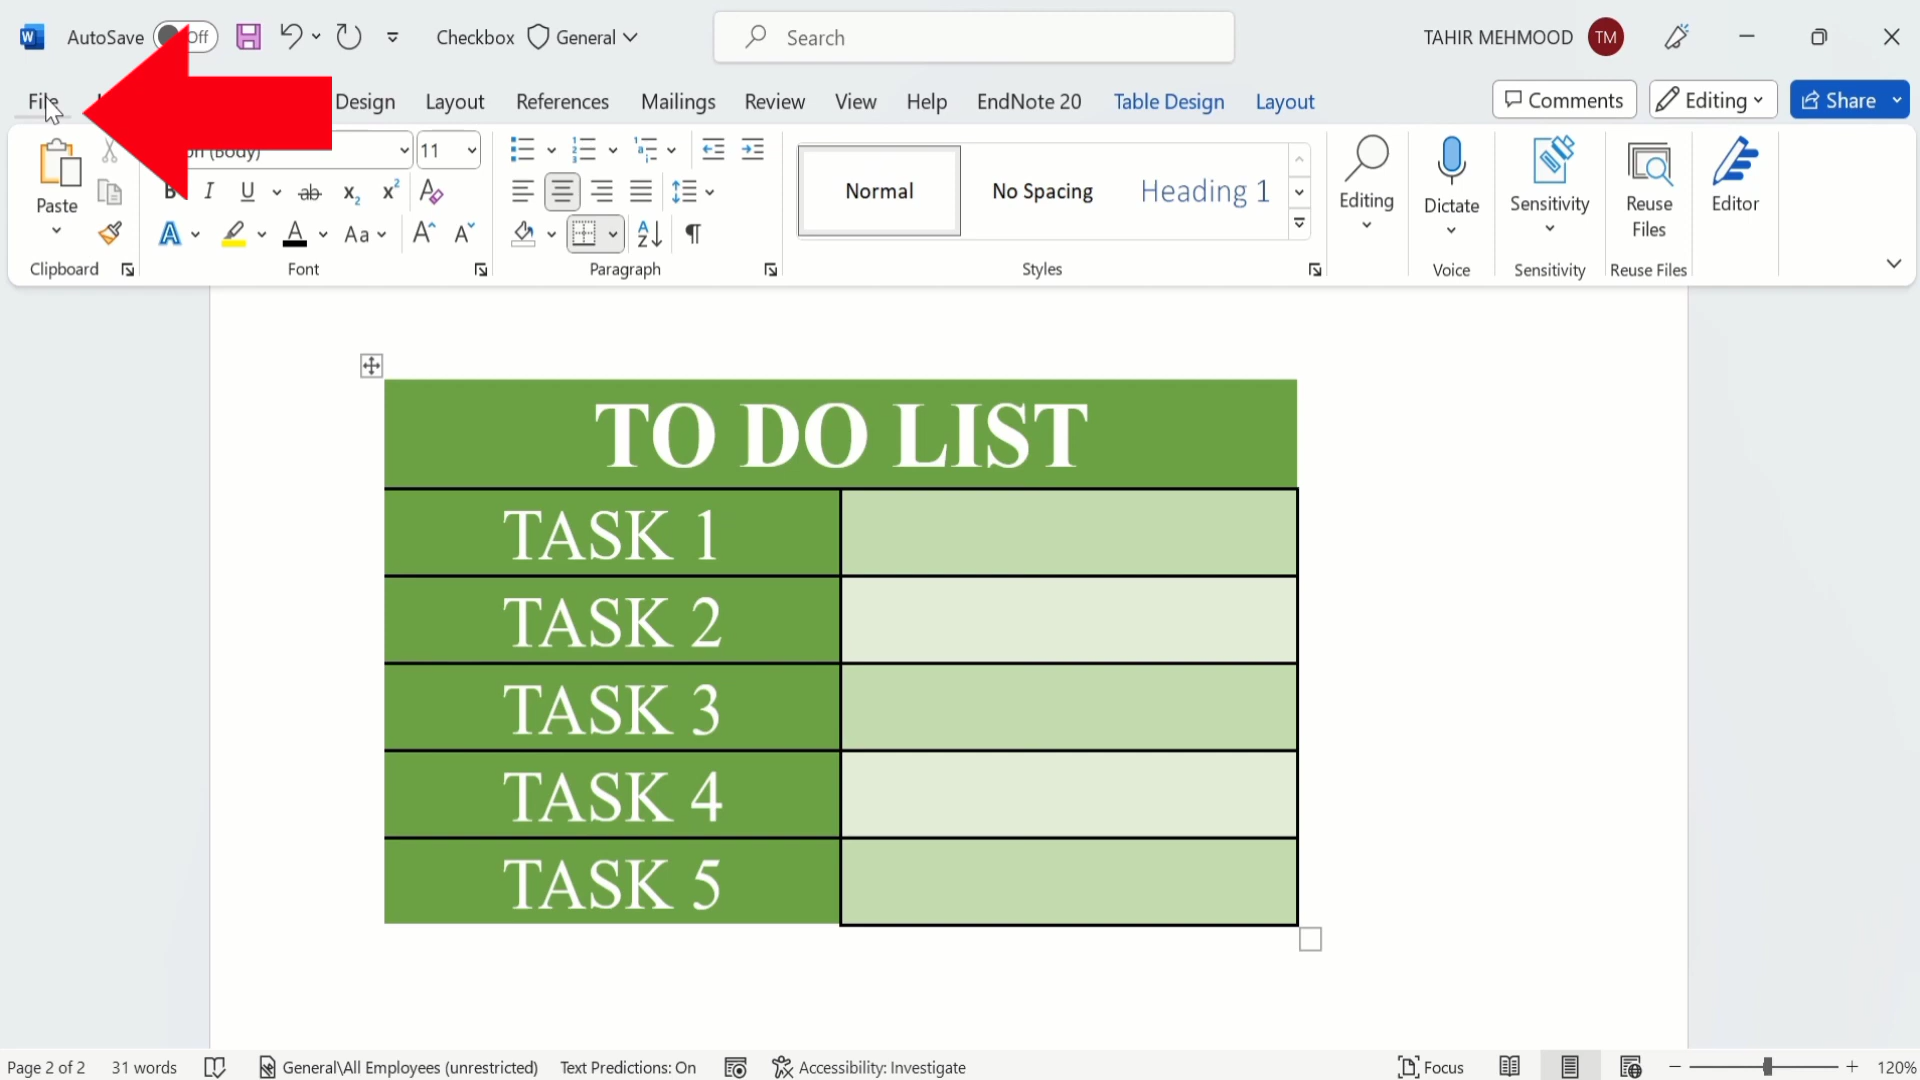 AutoSave Off Checkbox General Search TAHIR MEHMOOD TM
File Design Layout References Mailings Review View Help EndNote 20 Table Design Layout Comments Editing Share
Paste
11
Normal
No Spacing
Heading 1
Editing
Dictate
Sensitivity
Reuse
Files
Editor
Clipboard Font Paragraph Styles Voice Sensitivity Reuse Files
TO DO LIST
TASK 1
TASK 2
TASK 3
TASK 4
TASK 5
Page 2 of 2 31 words General\All Employees (unrestricted) Text Predictions: On Accessibility: Investigate Focus 120%